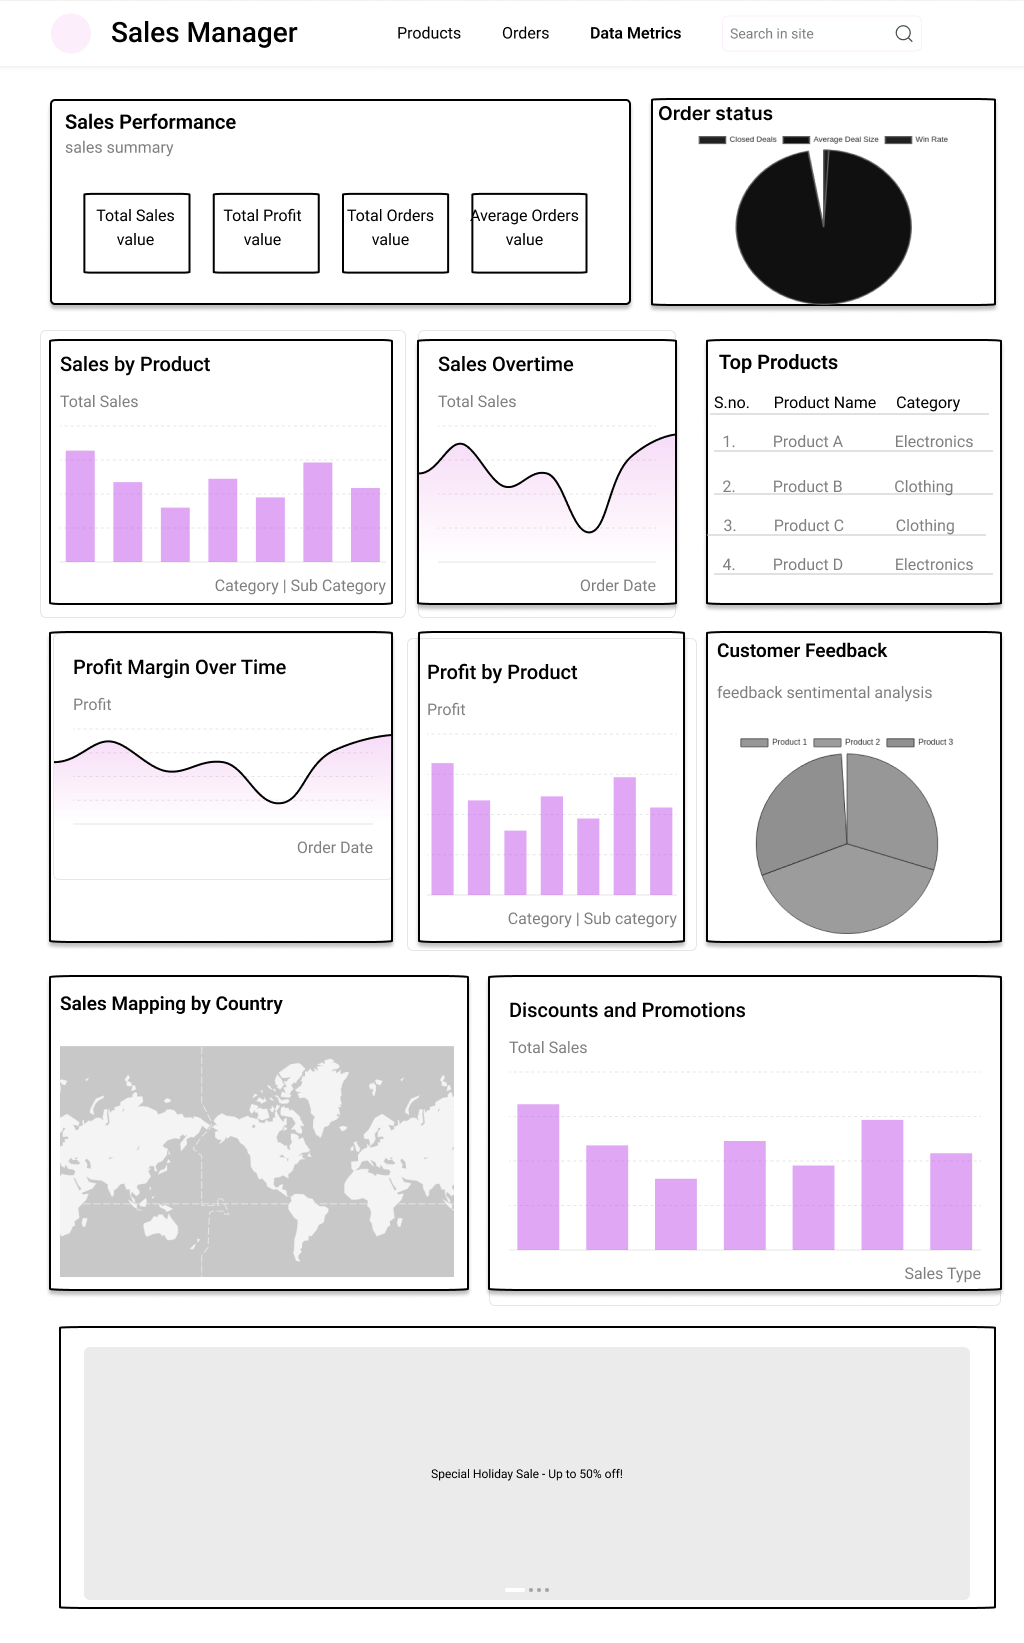 Sales Manager
Products
Orders
Data Metrics
Search in site
Sales Performance
sales summary
Total Sales
value
Total Profit
value
Total Orders
value
Average Orders
value
Order status
Closed Deals
Average Deal Size
Win Rate
Sales by Product
Total Sales
Category | Sub Category
Sales Overtime
Total Sales
Order Date
Top Products
S.no. Product Name Category
1. Product A Electronics
2. Product B Clothing
3. Product C Clothing
4. Product D Electronics
Profit Margin Over Time
Profit
Order Date
Profit by Product
Profit
Category | Sub category
Customer Feedback
feedback sentimental analysis
Product 1
Product 2
Product 3
Sales Mapping by Country
Discounts and Promotions
Total Sales
Sales Type
Special Holiday Sale - Up to 50% off!